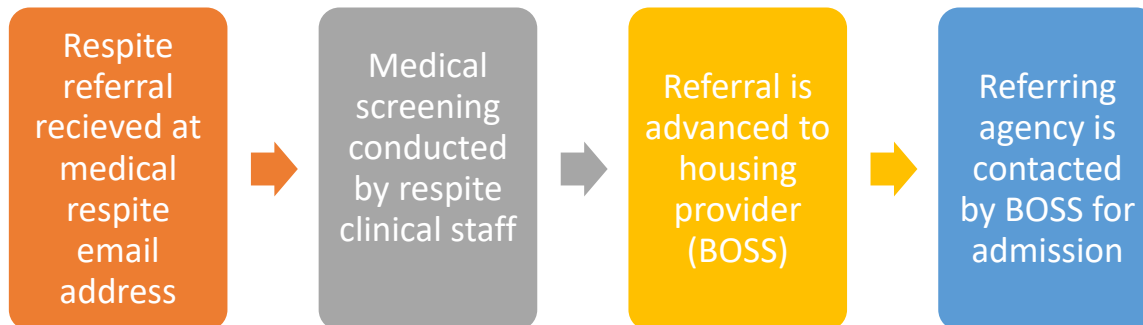 Respite
referral
recieved at
medical
respite
email
address
Medical
screening
conducted
by respite
clinical staff
Referral is
advanced to
housing
provider
(BOSS)
Referring
agency is
contacted
by BOSS for
admission